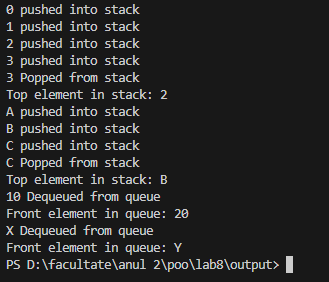 0 pushed into stack
1 pushed into stack
2 pushed into stack
3 pushed into stack
3 Popped from stack
Top element in stack: 2
A pushed into stack
B pushed into stack
C pushed into stack
C Popped from stack
Top element in stack: B
10 Dequeued from queue
Front element in queue: 20
X Dequeued from queue
Front element in queue: Y
PS D:\facultate\anul 2\poo\lab8\output>